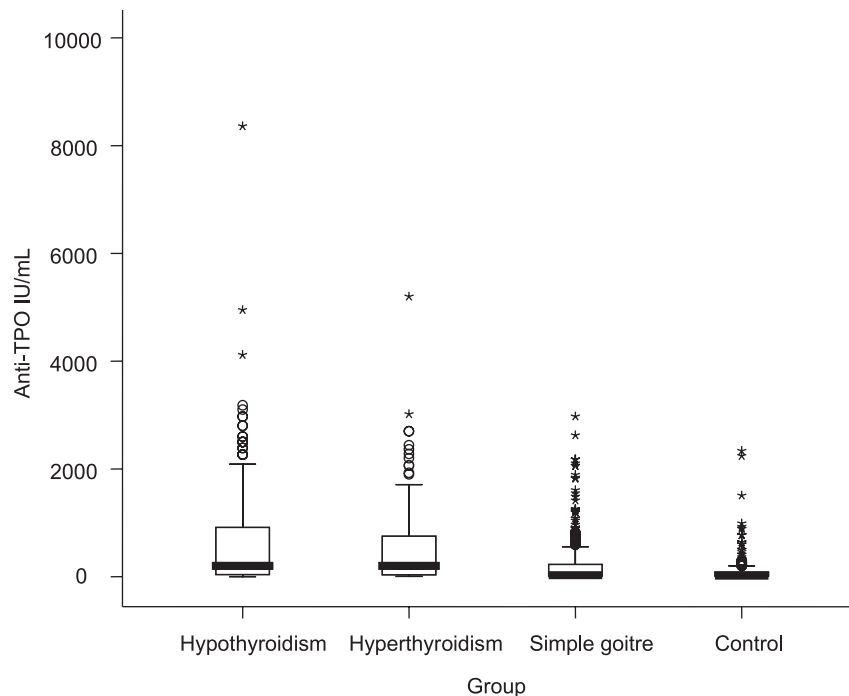 10000
8000
6000
4000
2000
0
Anti-TPO IU/mL
Hypothyroidism Hyperthyroidism Simple goitre Control
Group